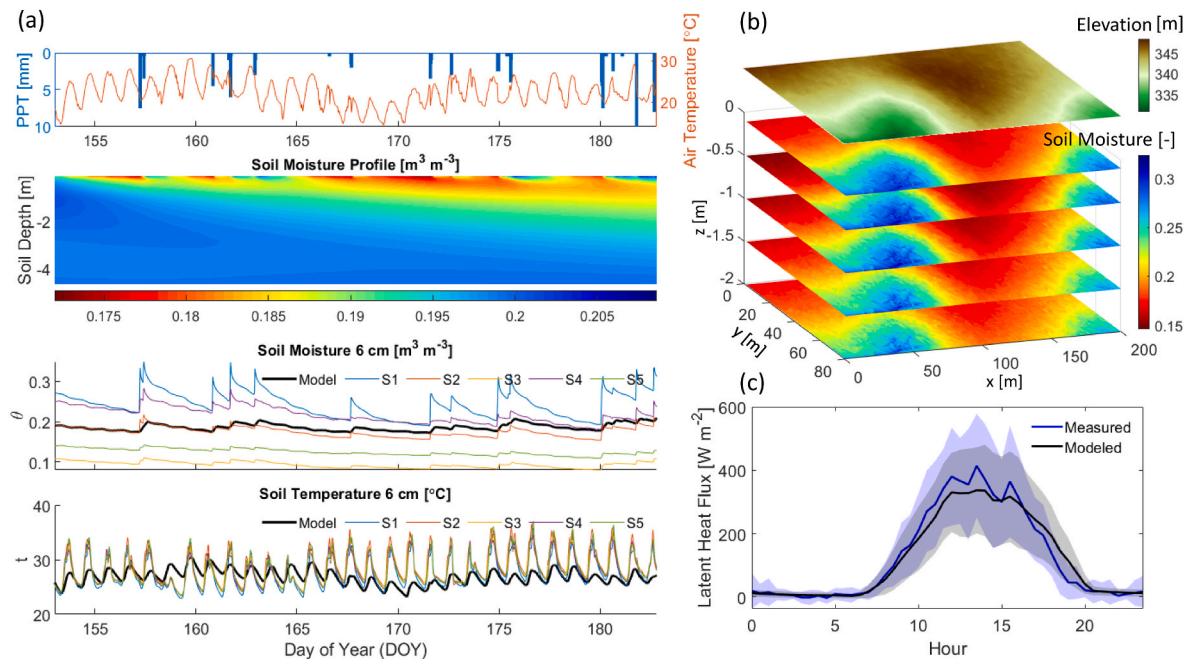 (a)
PPT [mm]
0
5
10
30
20
Air Temperature [°C]
155 160 165 170 175 180
Soil Moisture Profile [m³ m⁻³]
Soil Depth [m]
-2
-4
0.175 0.18 0.185 0.19 0.195 0.2 0.205
Soil Moisture 6 cm [m³ m⁻³]
Model S1 S2 S3 S4 S5
θ
0.3
0.2
0.1
155 160 165 170 175 180
Soil Temperature 6 cm [°C]
Model S1 S2 S3 S4 S5
t
40
30
20
155 160 165 170 175 180
Day of Year (DOY)
(b)
Elevation [m]
345
340
335
Soil Moisture [-]
0.3
0.25
0.2
0.15
z [m]
0
-0.5
-1
-1.5
-2
y [m]
0
20
40
60
80
0 50 100 150 200
x [m]
(c)
Latent Heat Flux [W m⁻²]
600
400
200
0
Measured
Modeled
0 5 10 15 20
Hour